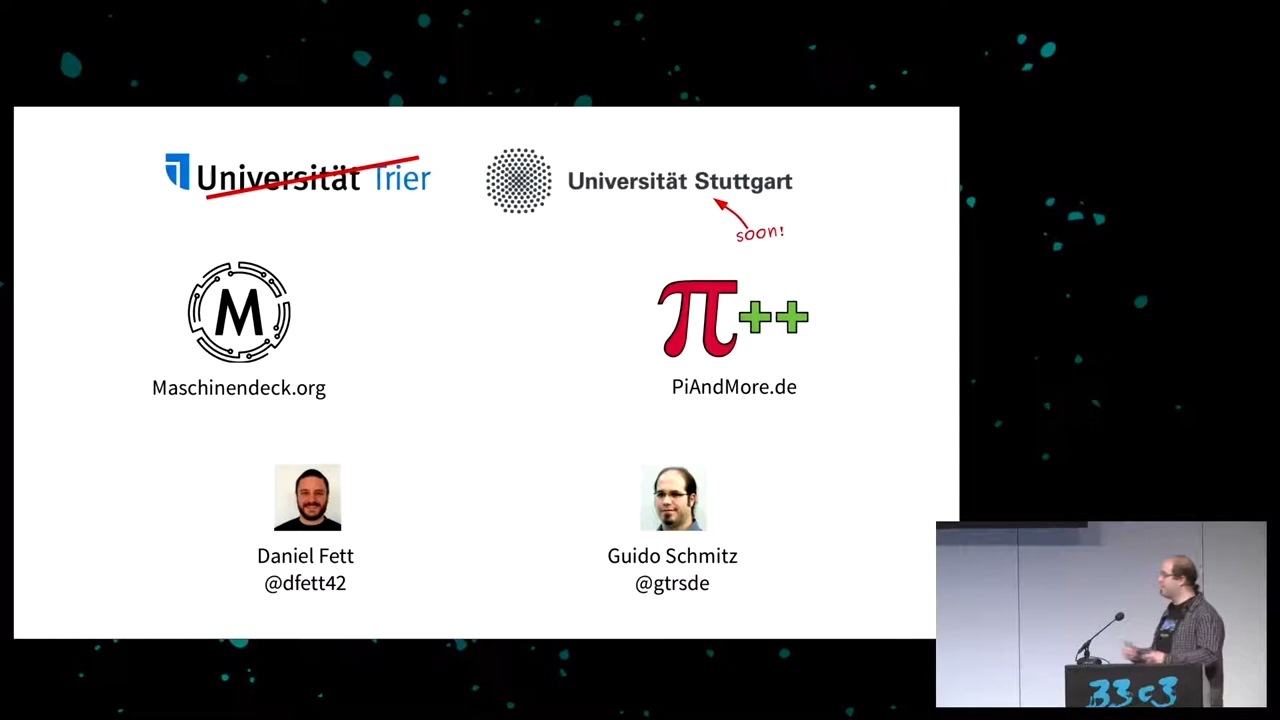 Universität Trier
Universität Stuttgart
soon!
M
π++
Maschinendeck.org
PiAndMore.de
Daniel Fett
@dfett42
Guido Schmitz
@gtrsde
33c3